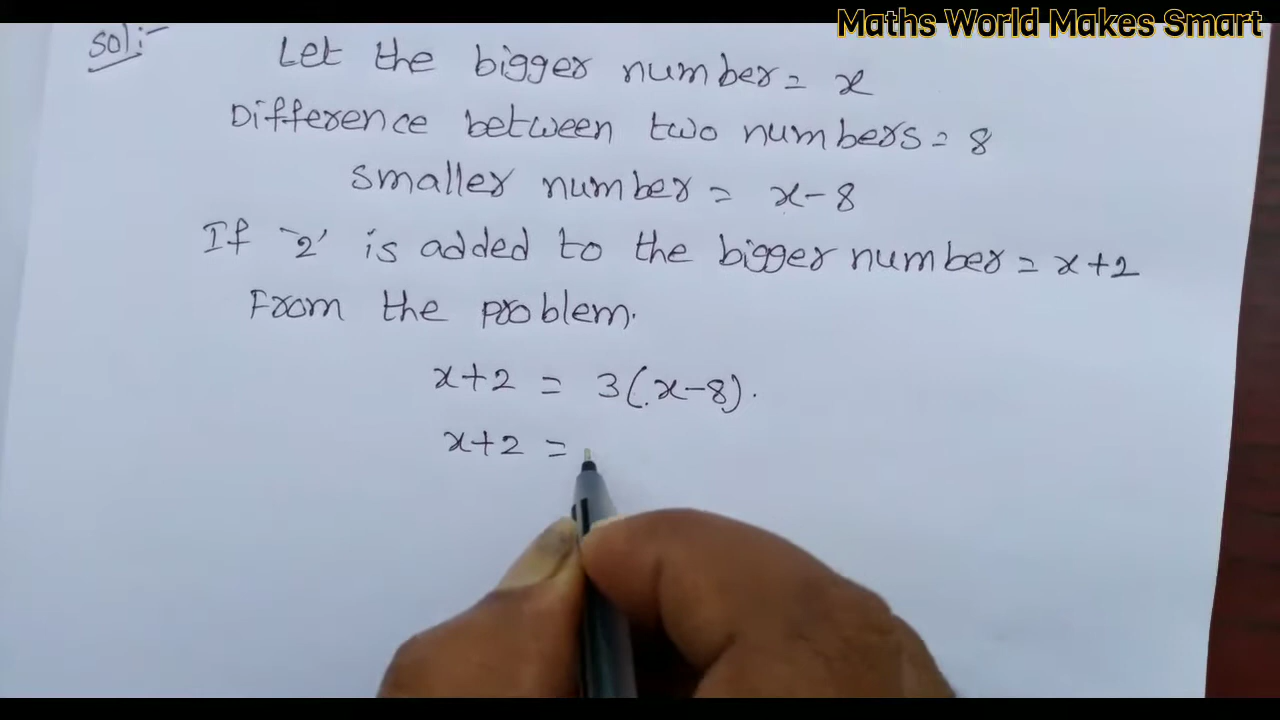 Maths World Makes Smart
Sol:-
Let the bigger number = x
Difference between two numbers = 8
smaller number = x-8
If '2' is added to the bigger number = x+2
From the problem.
x+2 = 3(x-8).
x+2 =